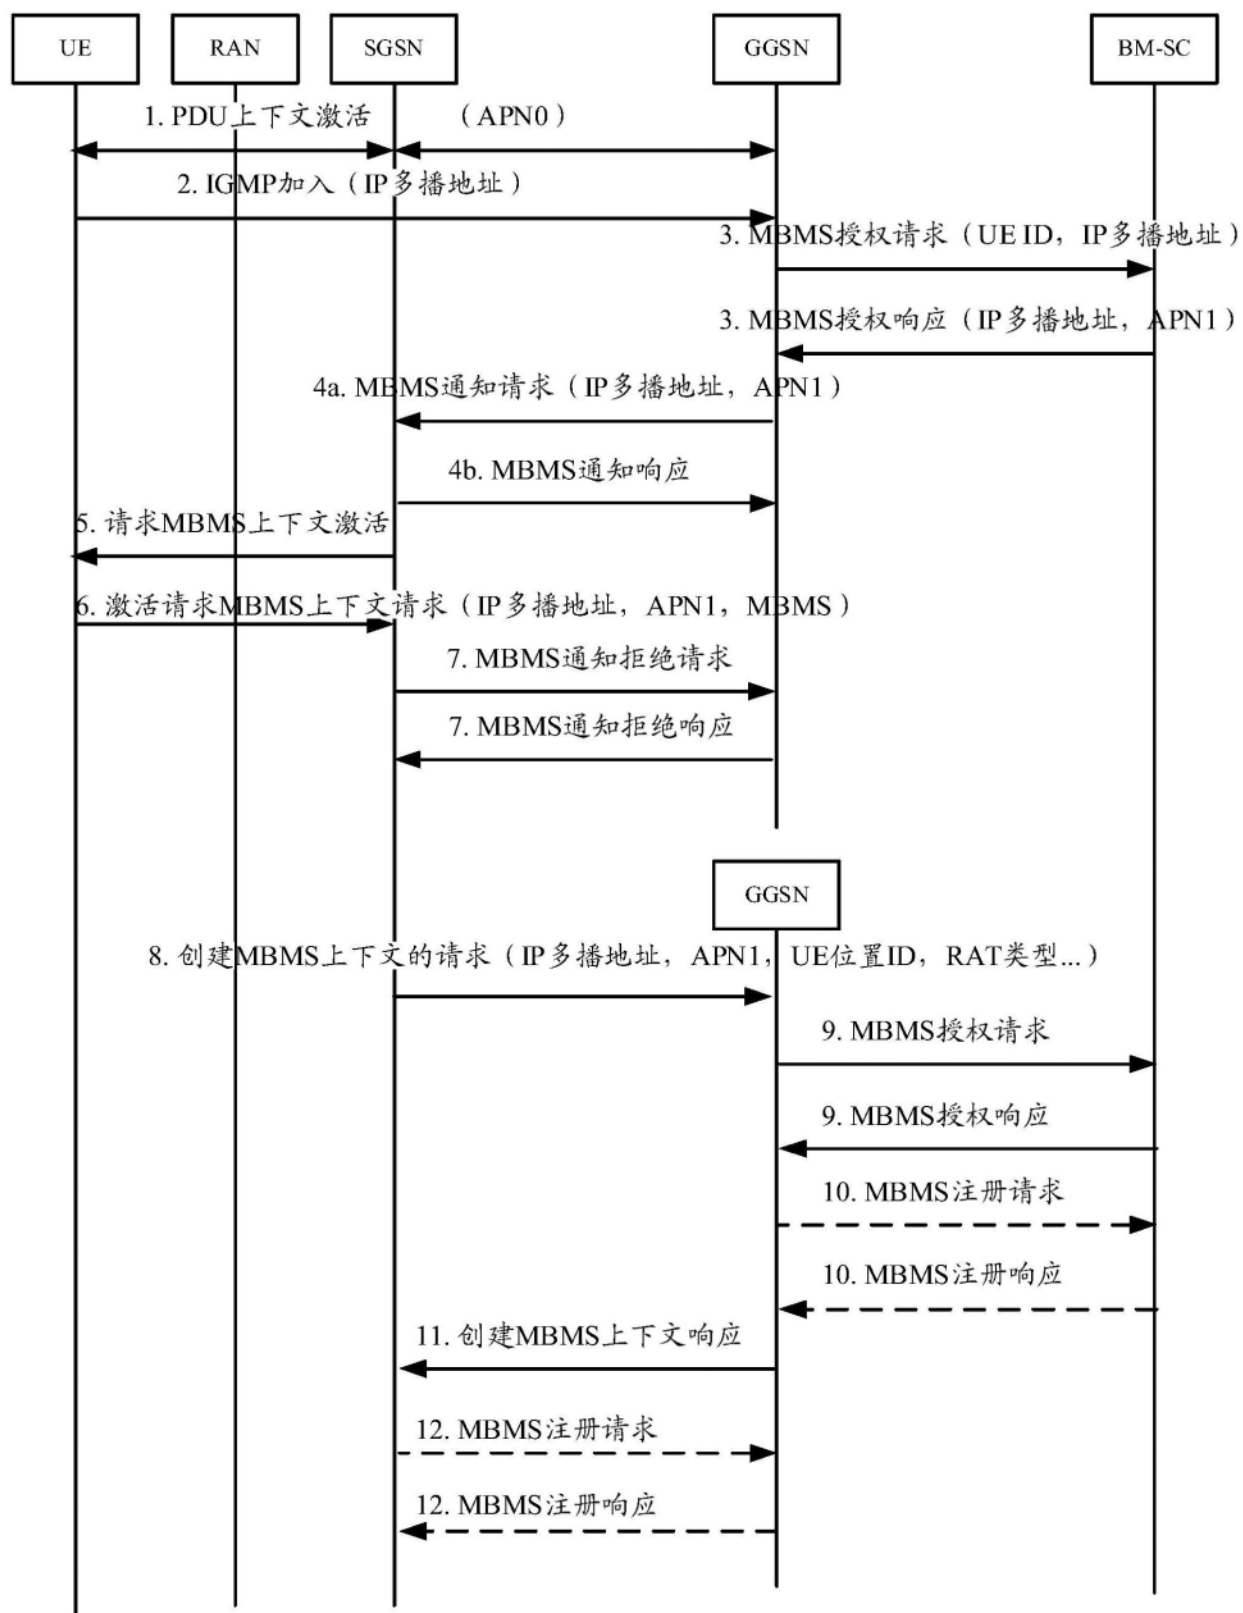 UE RAN SGSN GGSN BM-SC
1. PDU上下文激活 （APN0）
2. IGMP加入（IP多播地址）
3. MBMS授权请求（UE ID，IP多播地址）
3. MBMS授权响应（IP多播地址，APN1）
4a. MBMS通知请求（IP多播地址，APN1）
4b. MBMS通知响应
5. 请求MBMS上下文激活
6. 激活请求MBMS上下文请求（IP多播地址，APN1，MBMS）
7. MBMS通知拒绝请求
7. MBMS通知拒绝响应
GGSN
8. 创建MBMS上下文的请求（IP多播地址，APN1，UE位置ID，RAT类型...）
9. MBMS授权请求
9. MBMS授权响应
10. MBMS注册请求
10. MBMS注册响应
11. 创建MBMS上下文响应
12. MBMS注册请求
12. MBMS注册响应